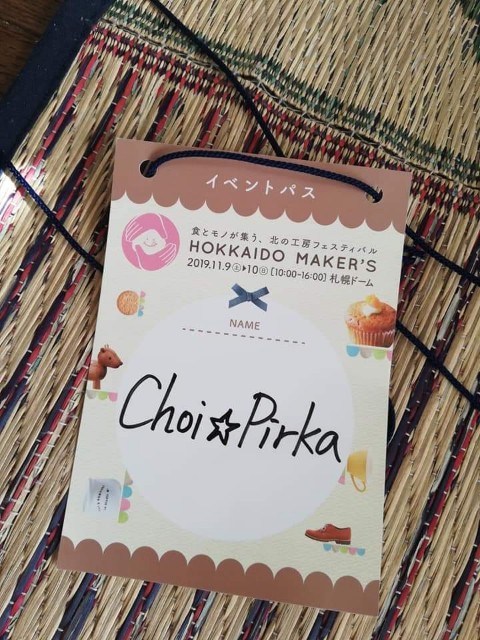 イベントパス
食とモノが集う、北の工房フェスティバル
HOKKAIDO MAKER'S
2019.11.9(土)▶10(日)[10:00-16:00]札幌ドーム
NAME
Choi☆Pirka